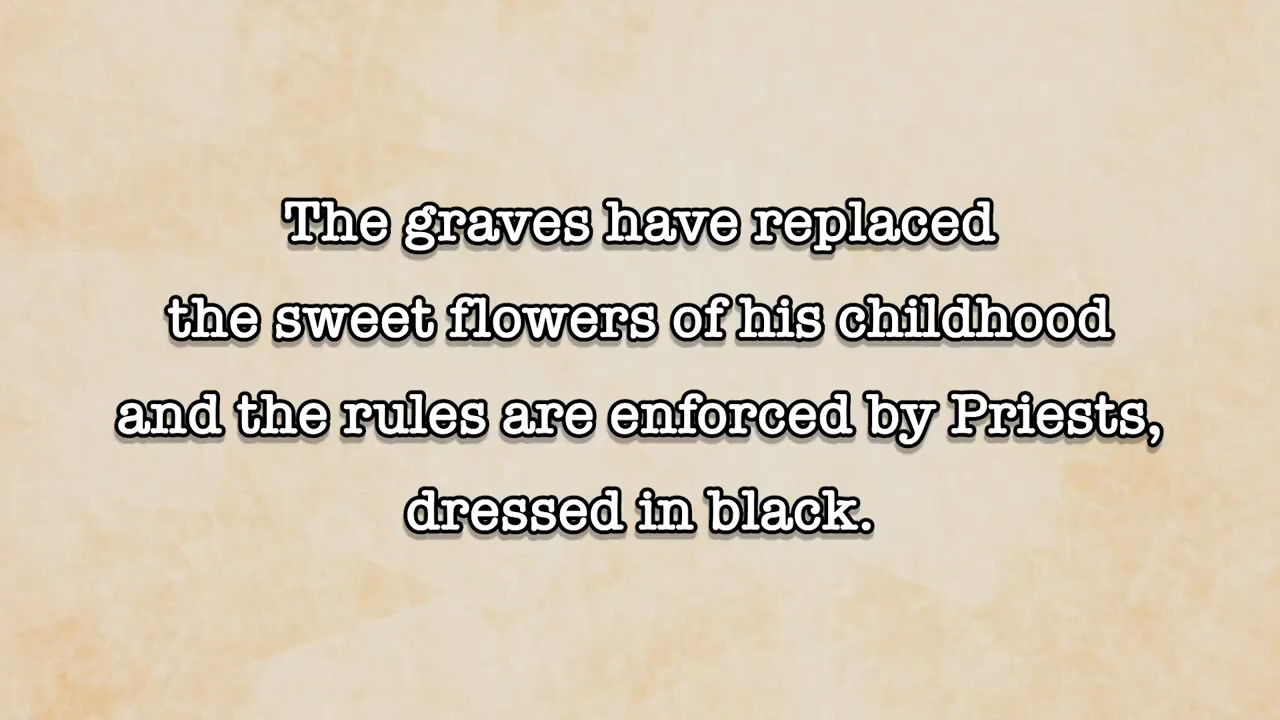 The graves have replaced
the sweet flowers of his childhood
and the rules are enforced by Priests,
dressed in black.